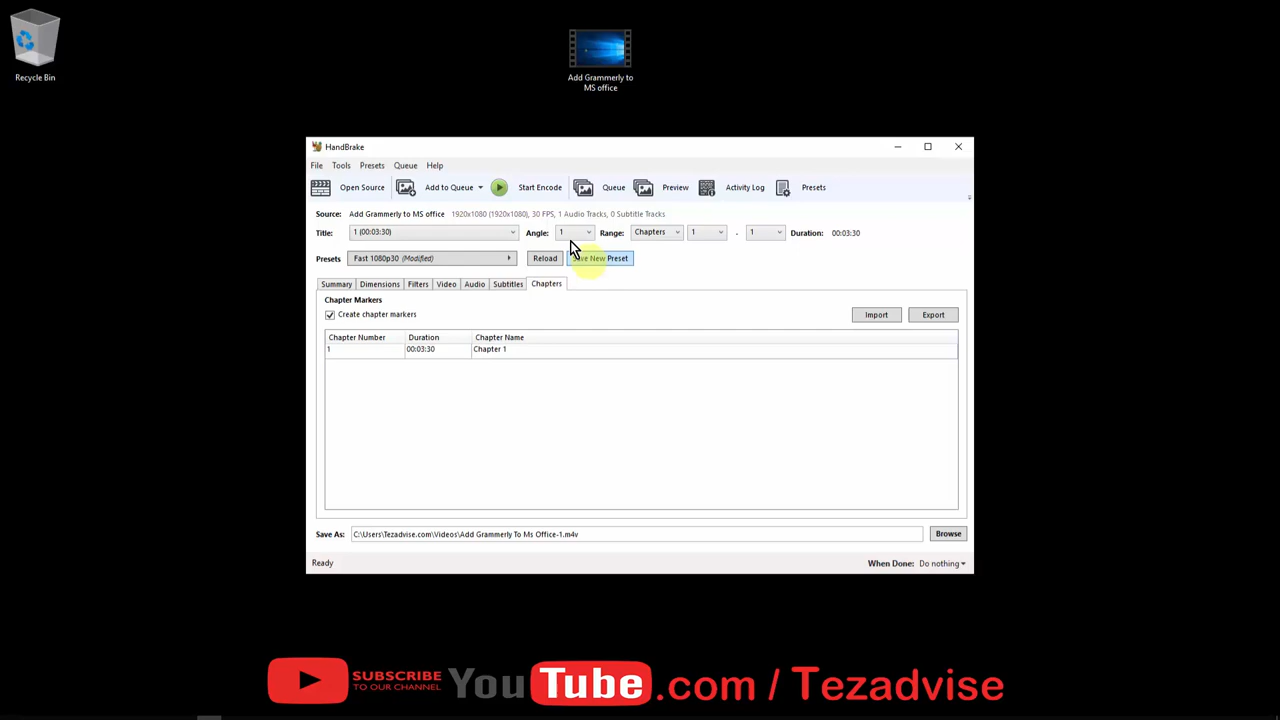 Recycle Bin
Add Grammerly to
MS office
HandBrake
File Tools Presets Queue Help
Open Source Add to Queue Start Encode Queue Preview Activity Log Presets
Source: Add Grammerly to MS office 1920x1080 (1920x1080), 30 FPS, 1 Audio Tracks, 0 Subtitle Tracks
Title: 1 (00:03:30) Angle: 1 Range: Chapters 1 - 1 Duration: 00:03:30
Presets Fast 1080p30 (Modified) Reload New Preset
Summary Dimensions Filters Video Audio Subtitles Chapters
Chapter Markers
Create chapter markers Import Export
Chapter Number Duration Chapter Name
1 00:03:30 Chapter 1
Save As: C:\Users\Tezadvise.com\Videos\Add Grammerly To Ms Office-1.m4v Browse
Ready When Done: Do nothing
SUBSCRIBE
TO OUR CHANNEL
YouTube.com / Tezadvise